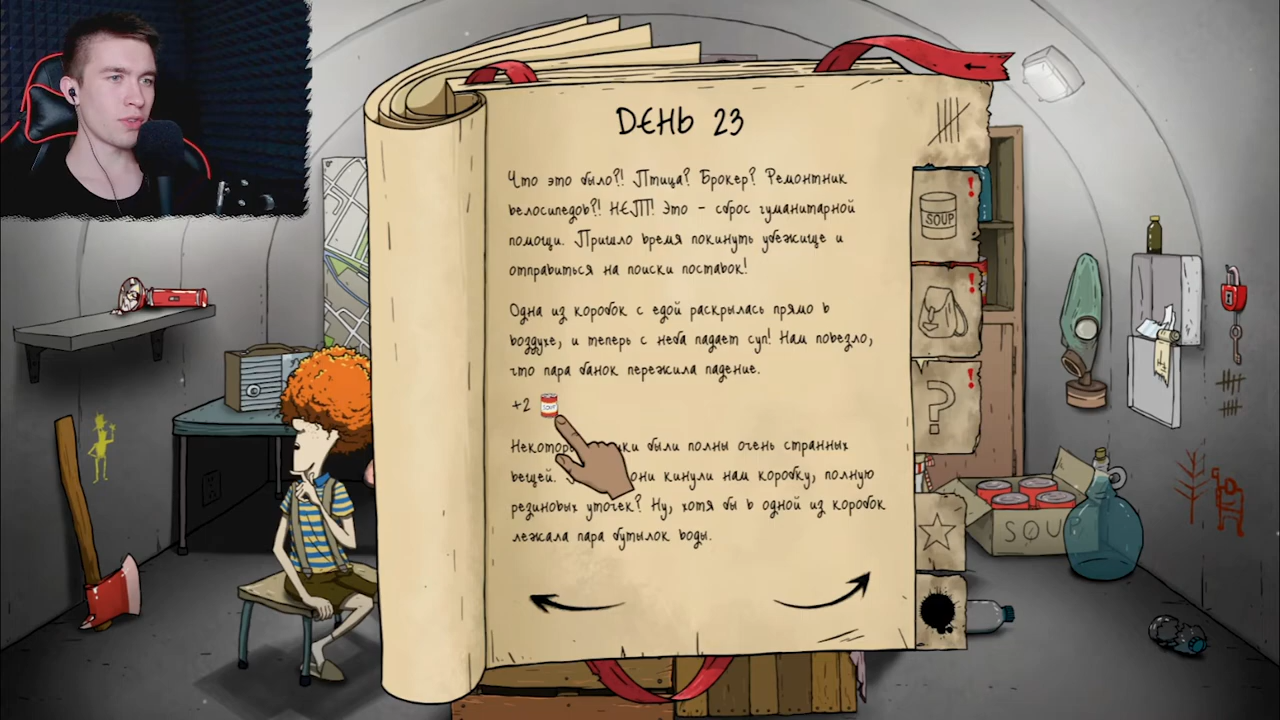 ДЕНЬ 23
Что это было?! Птица? Брокер? Ремонтник
велосипедов?! НЕТ! Это - сброс гуманитарной
помощи. Пришло время покинуть убежище и
отправиться на поиски поставок!
Одна из коробок с едой раскрылась прямо в
воздухе, и теперь с неба падает суп! Нам повезло,
что пара банок пережила падение.
+2 SOUP
были полны очень странных
вещей. они кинули нам коробку, полную
резиновых уточек? Ну, хотя бы в одной из коробок
лежала пара бутылок воды.
SOUP
!
!
?
!
SOUP